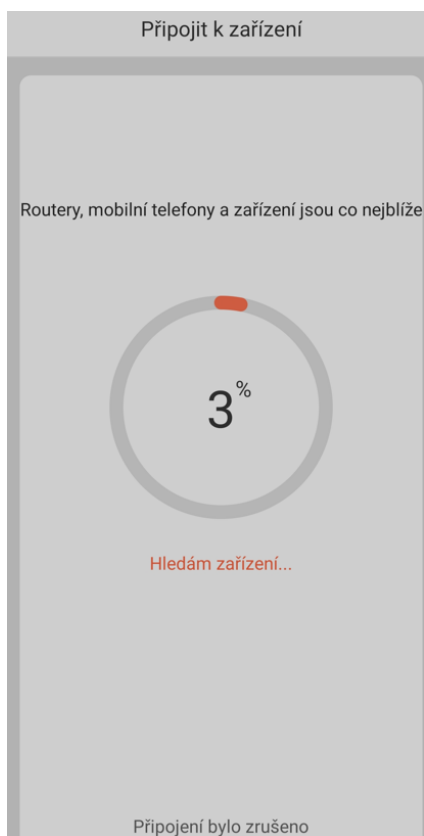 Připojit k zařízení
Routery, mobilní telefony a zařízení jsou co nejblíže
3%
Hledám zařízení...
Připojení bylo zrušeno